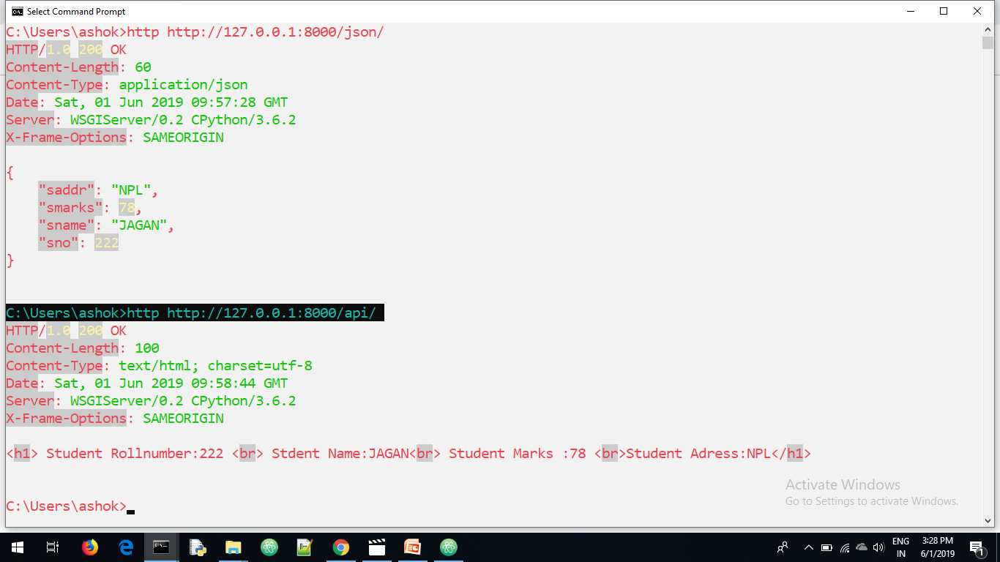 Select Command Prompt
C:\Users\ashok>http http://127.0.0.1:8000/json/
HTTP/1.0 200 OK
Content-Length: 60
Content-Type: application/json
Date: Sat, 01 Jun 2019 09:57:28 GMT
Server: WSGIServer/0.2 CPython/3.6.2
X-Frame-Options: SAMEORIGIN
{
    "saddr": "NPL",
    "smarks": 78,
    "sname": "JAGAN",
    "sno": 222
}
C:\Users\ashok>http http://127.0.0.1:8000/api/
HTTP/1.0 200 OK
Content-Length: 100
Content-Type: text/html; charset=utf-8
Date: Sat, 01 Jun 2019 09:58:44 GMT
Server: WSGIServer/0.2 CPython/3.6.2
X-Frame-Options: SAMEORIGIN
<h1> Student Rollnumber:222 <br> Stdent Name:JAGAN<br> Student Marks :78 <br>Student Adress:NPL</h1>
Activate Windows
Go to Settings to activate Windows.
C:\Users\ashok>
ENG
IN
3:28 PM
6/1/2019
1